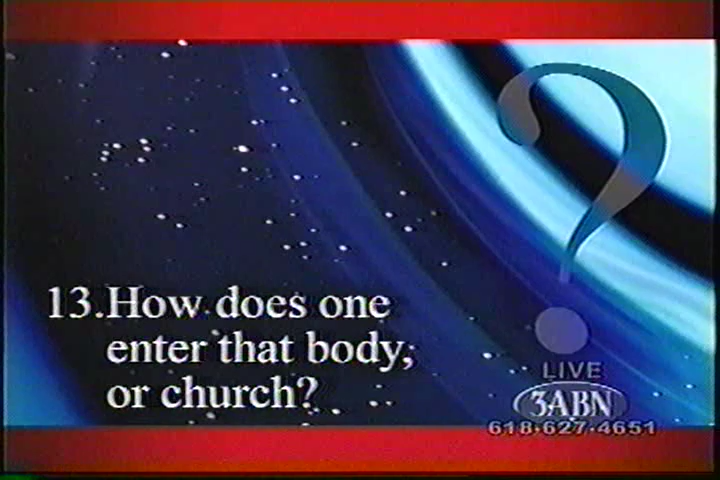 13.How does one
enter that body,
or church?
LIVE
3ABN
618-627-4651